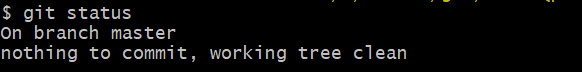 $ git status
On branch master
nothing to commit, working tree clean